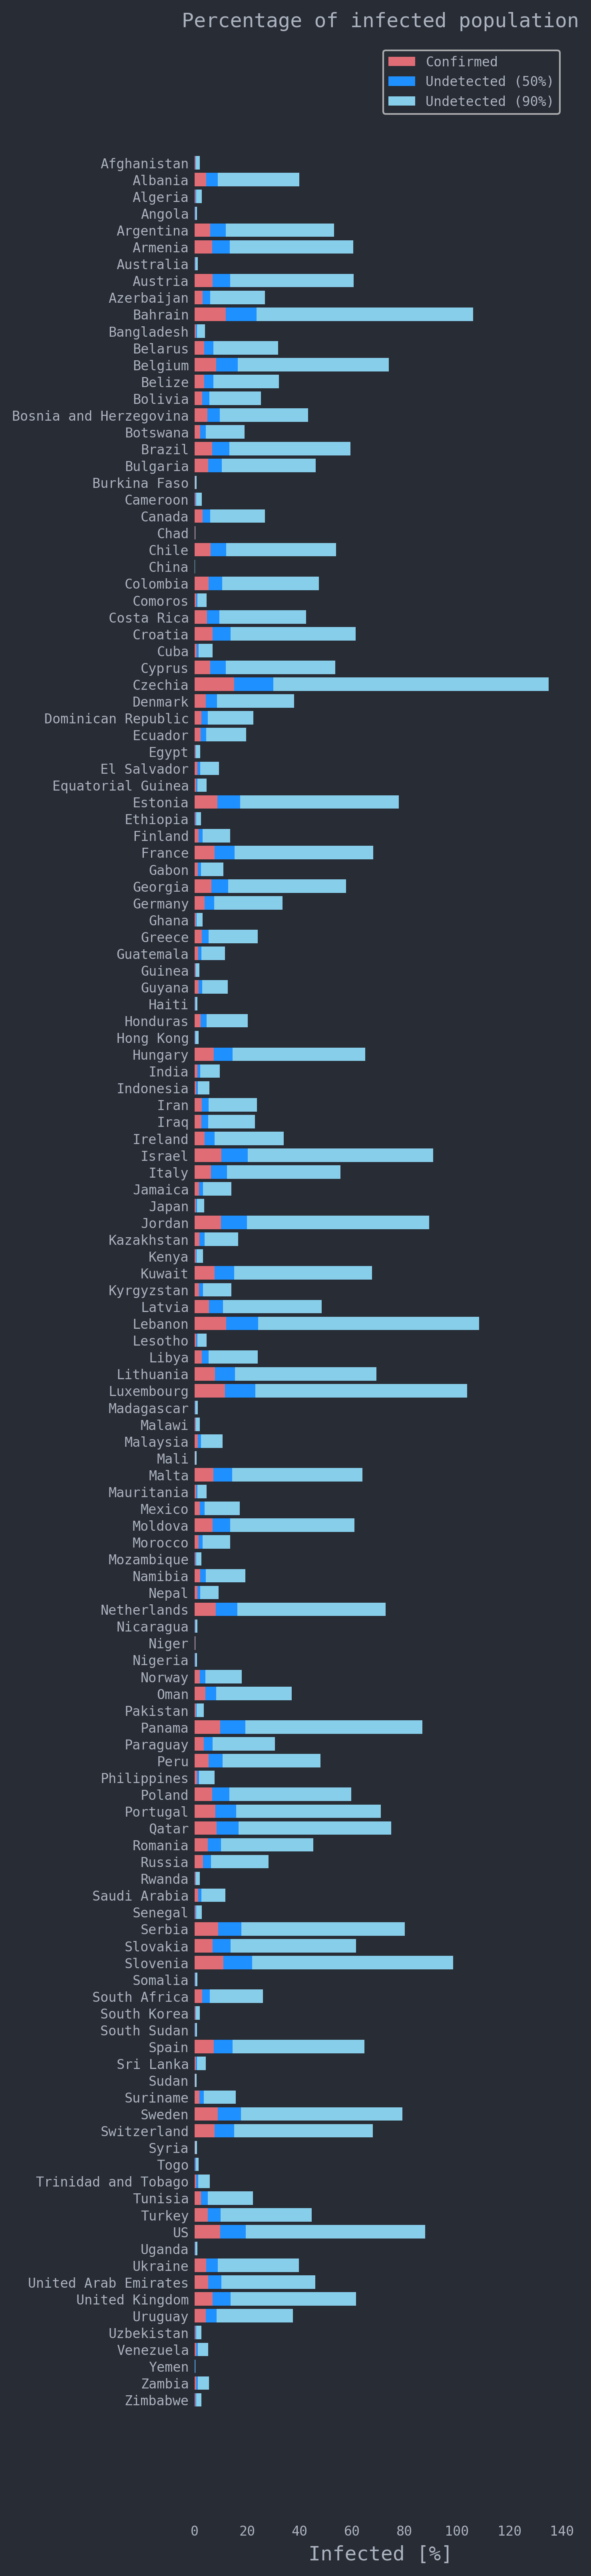 Percentage of infected population
Confirmed
Undetected (50%)
Undetected (90%)
Afghanistan
Albania
Algeria
Angola
Argentina
Armenia
Australia
Austria
Azerbaijan
Bahrain
Bangladesh
Belarus
Belgium
Belize
Bolivia
Bosnia and Herzegovina
Botswana
Brazil
Bulgaria
Burkina Faso
Cameroon
Canada
Chad
Chile
China
Colombia
Comoros
Costa Rica
Croatia
Cuba
Cyprus
Czechia
Denmark
Dominican Republic
Ecuador
Egypt
El Salvador
Equatorial Guinea
Estonia
Ethiopia
Finland
France
Gabon
Georgia
Germany
Ghana
Greece
Guatemala
Guinea
Guyana
Haiti
Honduras
Hong Kong
Hungary
India
Indonesia
Iran
Iraq
Ireland
Israel
Italy
Jamaica
Japan
Jordan
Kazakhstan
Kenya
Kuwait
Kyrgyzstan
Latvia
Lebanon
Lesotho
Libya
Lithuania
Luxembourg
Madagascar
Malawi
Malaysia
Mali
Malta
Mauritania
Mexico
Moldova
Morocco
Mozambique
Namibia
Nepal
Netherlands
Nicaragua
Niger
Nigeria
Norway
Oman
Pakistan
Panama
Paraguay
Peru
Philippines
Poland
Portugal
Qatar
Romania
Russia
Rwanda
Saudi Arabia
Senegal
Serbia
Slovakia
Slovenia
Somalia
South Africa
South Korea
South Sudan
Spain
Sri Lanka
Sudan
Suriname
Sweden
Switzerland
Syria
Togo
Trinidad and Tobago
Tunisia
Turkey
US
Uganda
Ukraine
United Arab Emirates
United Kingdom
Uruguay
Uzbekistan
Venezuela
Yemen
Zambia
Zimbabwe
0 20 40 60 80 100 120 140
Infected [%]